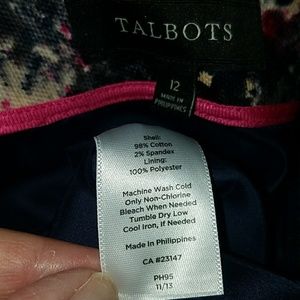 TALBOTS
12
MADE IN
PHILIPPINES
Shell:
98% Cotton
2% Spandex
Lining:
100% Polyester
Machine Wash Cold
Only Non-Chlorine
Bleach When Needed
Tumble Dry Low
Cool Iron, If Needed
Made In Philippines
CA #23147
PH95
11/13